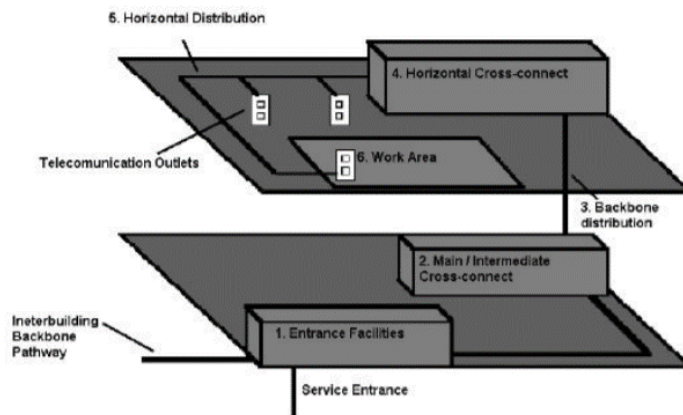 5. Horizontal Distribution
4. Horizontal Cross-connect
Telecomunication Outlets
6. Work Area
3. Backbone
distribution
2. Main / Intermediate
Cross-connect
Ineterbuilding
Backbone
Pathway
1. Entrance Facilities
Service Entrance